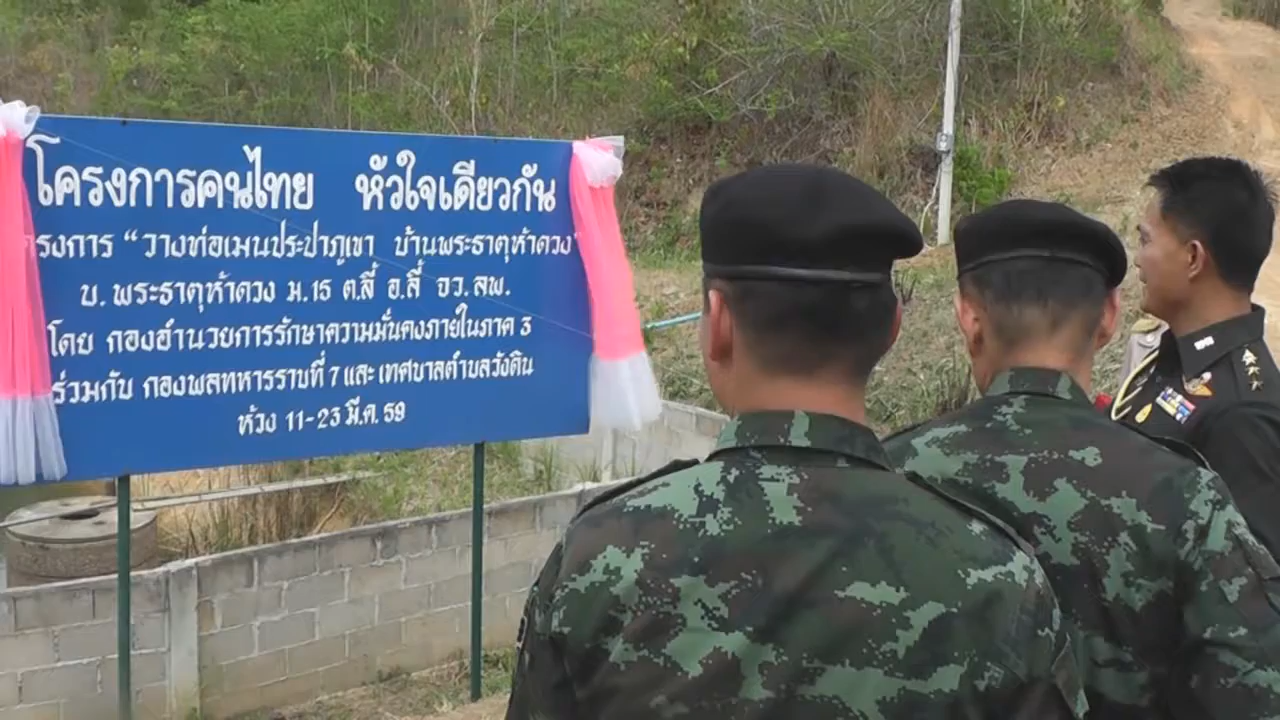 โครงการคนไทย หัวใจเดียวกัน
ครงการ “วางท่อเมนประปาภูเขา บ้านพระธาตุห้าดวง”
บ.พระธาตุห้าดวง ม.15 ต.ลี้ อ.ลี้ จว.ลพ.
โดย กองอำนวยการรักษาความมั่นคงภายในภาค 3
ร่วมกับ กองพลทหารราบที่ 7 และ เทศบาลตำบลวังดิน
ห้วง 11-23 มี.ค. 59